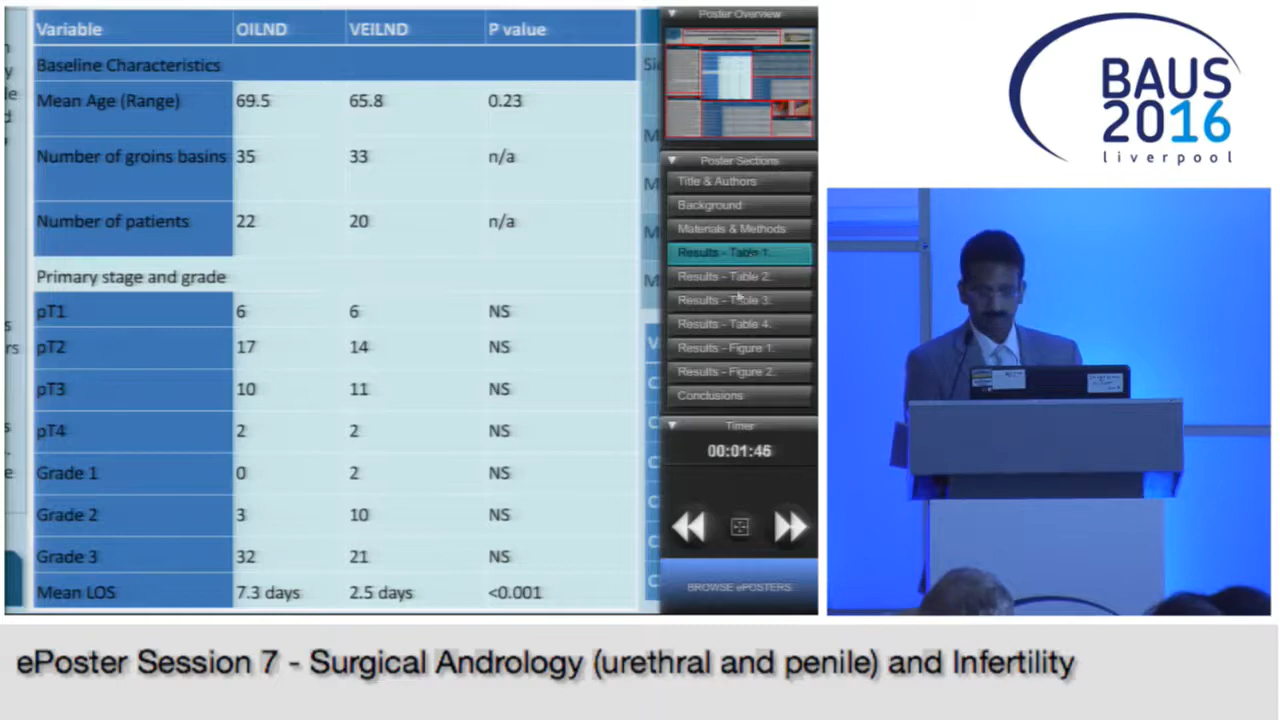 Variable OILND VEILND P value
Baseline Characteristics
Mean Age (Range) 69.5 65.8 0.23
Number of groins basins 35 33 n/a
Number of patients 22 20 n/a
Primary stage and grade
pT1 6 6 NS
pT2 17 14 NS
pT3 10 11 NS
pT4 2 2 NS
Grade 1 0 2 NS
Grade 2 3 10 NS
Grade 3 32 21 NS
Mean LOS 7.3 days 2.5 days <0.001
Poster Overview
Poster Sections
Title & Authors
Background
Materials & Methods
Results - Table 1.
Results - Table 2.
Results - Table 3.
Results - Table 4.
Results - Figure 1.
Results - Figure 2.
Conclusions
Timer
00:01:46
BROWSE ePOSTERS
BAUS
2016
liverpool
ePoster Session 7 - Surgical Andrology (urethral and penile) and Infertility